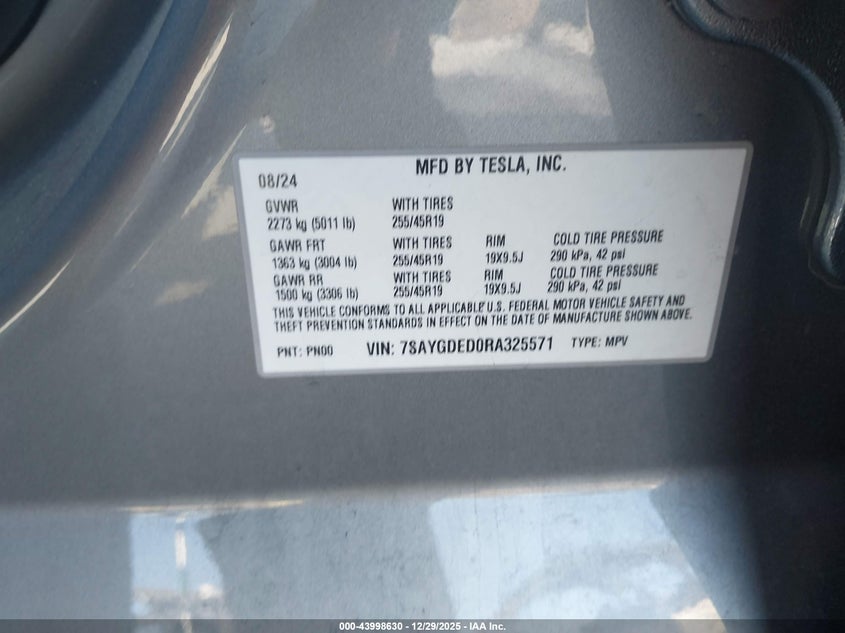 MFD BY TESLA, INC.
08/24
GVWR WITH TIRES
2273 kg (5011 lb) 255/45R19
GAWR FRT WITH TIRES RIM COLD TIRE PRESSURE
1363 kg (3004 lb) 255/45R19 19X9.5J 290 kPa, 42 psi
GAWR RR WITH TIRES RIM COLD TIRE PRESSURE
1500 kg (3306 lb) 255/45R19 19X9.5J 290 kPa, 42 psi
THIS VEHICLE CONFORMS TO ALL APPLICABLE U.S. FEDERAL MOTOR VEHICLE SAFETY AND
THEFT PREVENTION STANDARDS IN EFFECT ON THE DATE OF MANUFACTURE SHOWN ABOVE.
PNT: PN00 VIN: 7SAYGDED0RA325571 TYPE: MPV
000-43998630 - 12/29/2025 - IAA Inc.